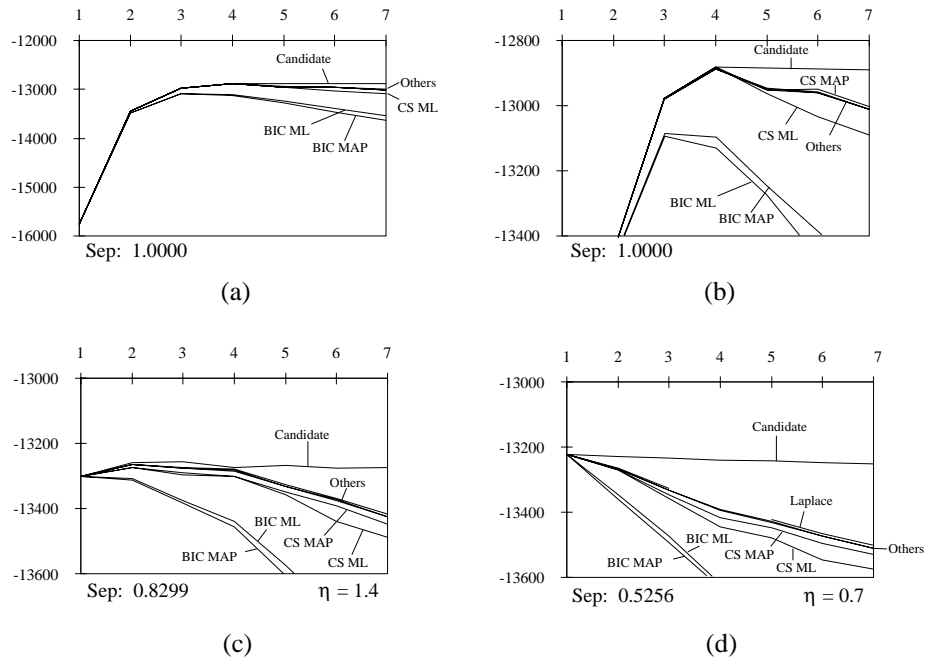 1 2 3 4 5 6 7
-12000
-13000
-14000
-15000
-16000
Candidate
Others
CS ML
BIC ML
BIC MAP
Sep: 1.0000
(a)
1 2 3 4 5 6 7
-12800
-13000
-13200
-13400
Candidate
CS MAP
CS ML
Others
BIC ML
BIC MAP
Sep: 1.0000
(b)
1 2 3 4 5 6 7
-13000
-13200
-13400
-13600
Candidate
Others
BIC ML
CS MAP
BIC MAP
CS ML
Sep: 0.8299 η = 1.4
(c)
1 2 3 4 5 6 7
-13000
-13200
-13400
-13600
Candidate
Laplace
BIC ML
CS MAP
Others
BIC MAP
CS ML
Sep: 0.5256 η = 0.7
(d)